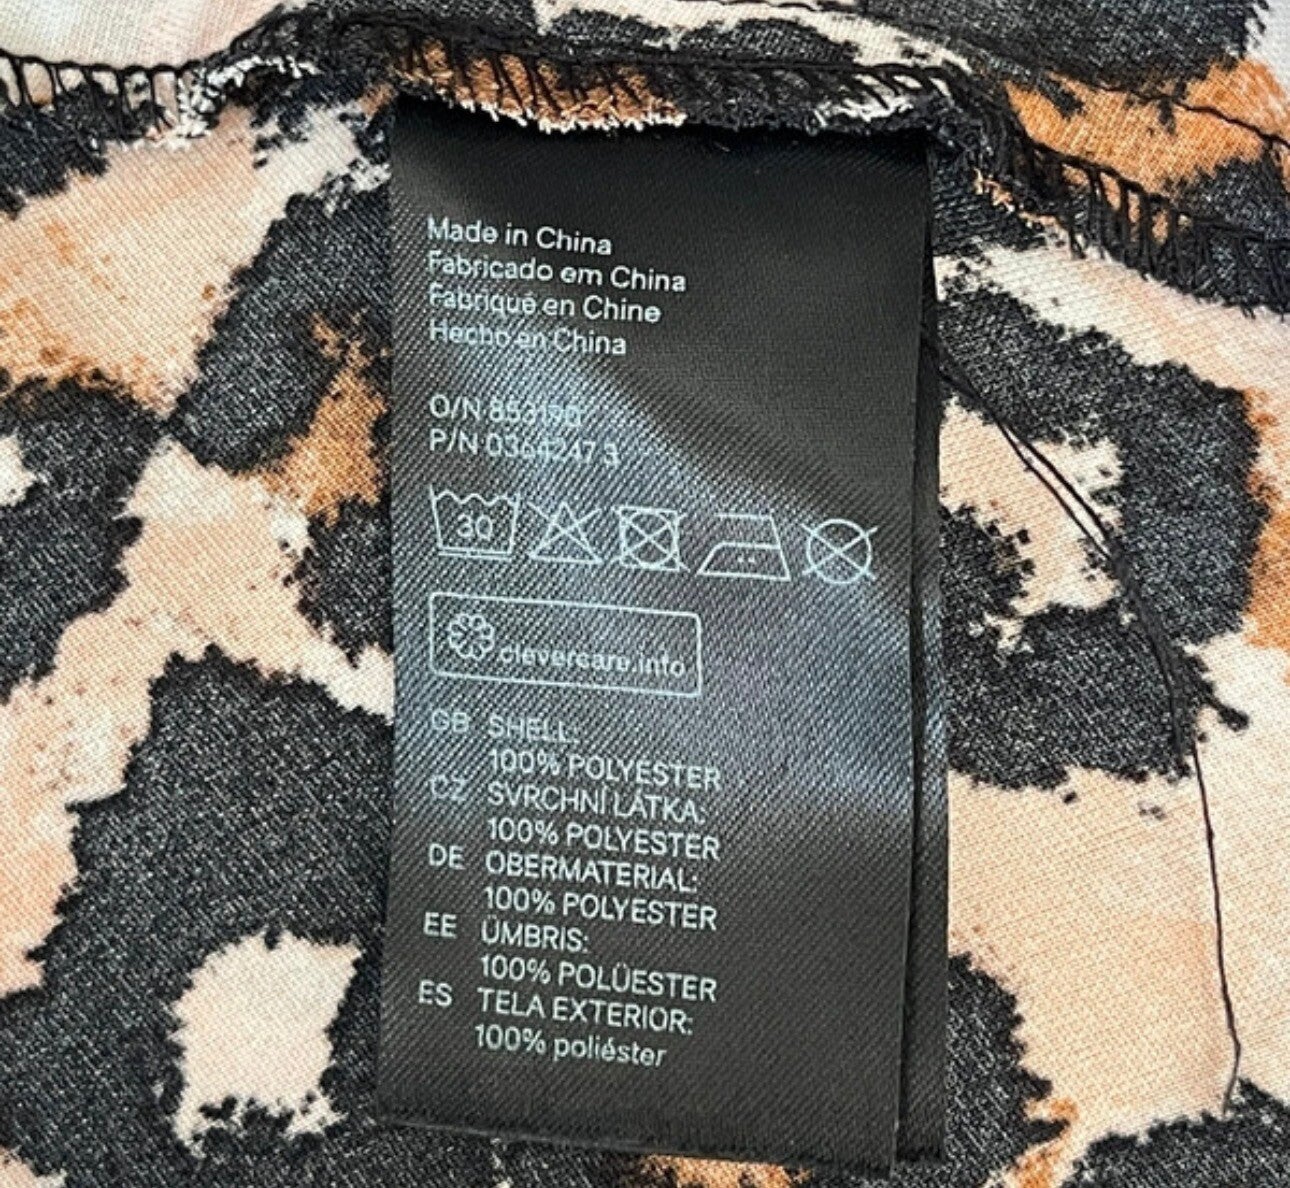 Made in China
Fabricado em China
Fabriqué en Chine
Hecho en China
O/N 853190
P/N 0364247 3
30
clevercare.info
GB SHELL:
100% POLYESTER
CZ SVRCHNÍ LÁTKA:
100% POLYESTER
DE OBERMATERIAL:
100% POLYESTER
EE ÜMBRIS:
100% POLÜESTER
ES TELA EXTERIOR:
100% poliéster